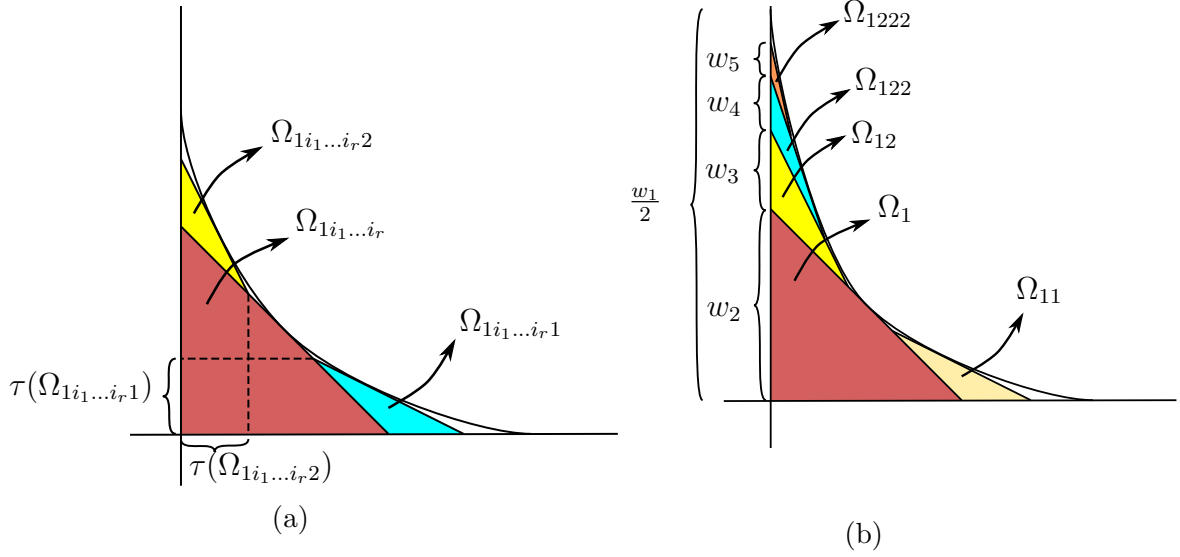 Ω_{1i_1...i_r2}
Ω_{1i_1...i_r}
Ω_{1i_1...i_r1}
τ(Ω_{1i_1...i_r1})
τ(Ω_{1i_1...i_r2})
(a)
Ω_{1222}
w_5
Ω_{122}
w_4
Ω_{12}
w_3
\frac{w_1}{2}
Ω_1
w_2
Ω_{11}
(b)